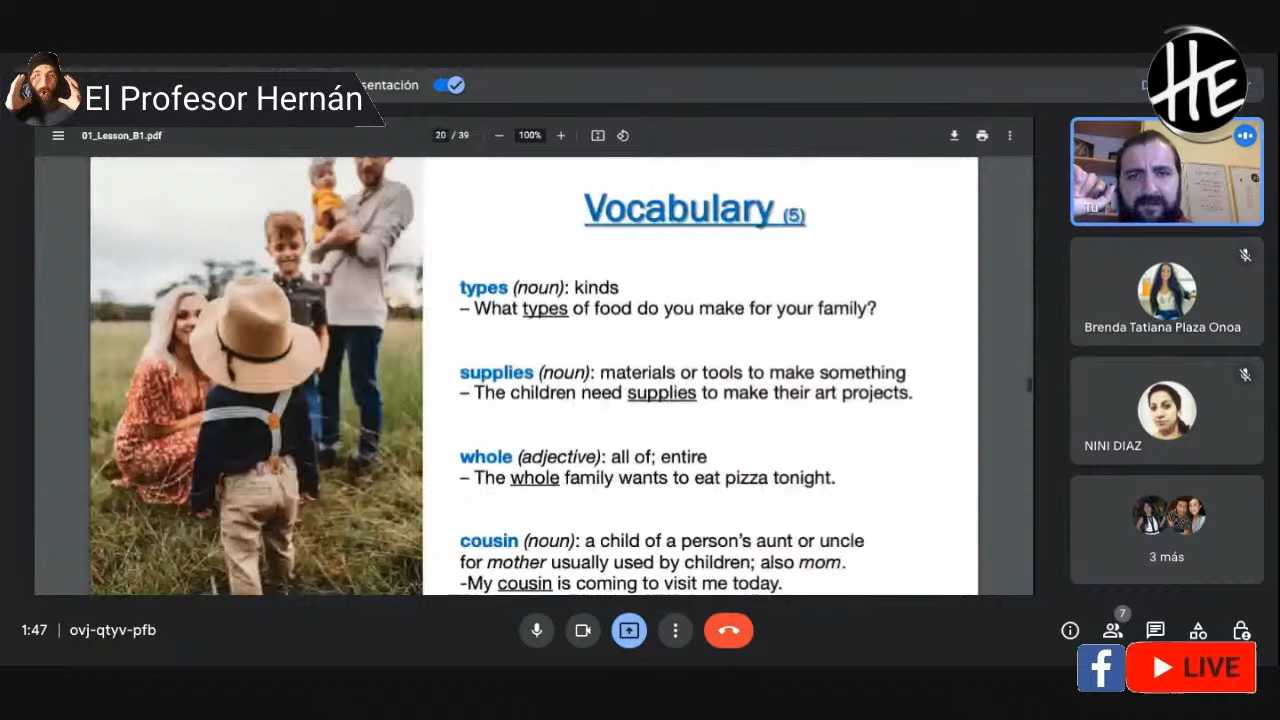 El Profesor Hernán
HE
esentación
01_Lesson_B1.pdf
20 / 39
100%
Vocabulary (5)
types (noun): kinds
– What types of food do you make for your family?
supplies (noun): materials or tools to make something
– The children need supplies to make their art projects.
whole (adjective): all of; entire
– The whole family wants to eat pizza tonight.
cousin (noun): a child of a person's aunt or uncle
for mother usually used by children; also mom.
-My cousin is coming to visit me today.
Tú
Brenda Tatiana Plaza Onoa
NINI DIAZ
3 más
1:47 | ovj-qtyv-pfb
7
f
LIVE